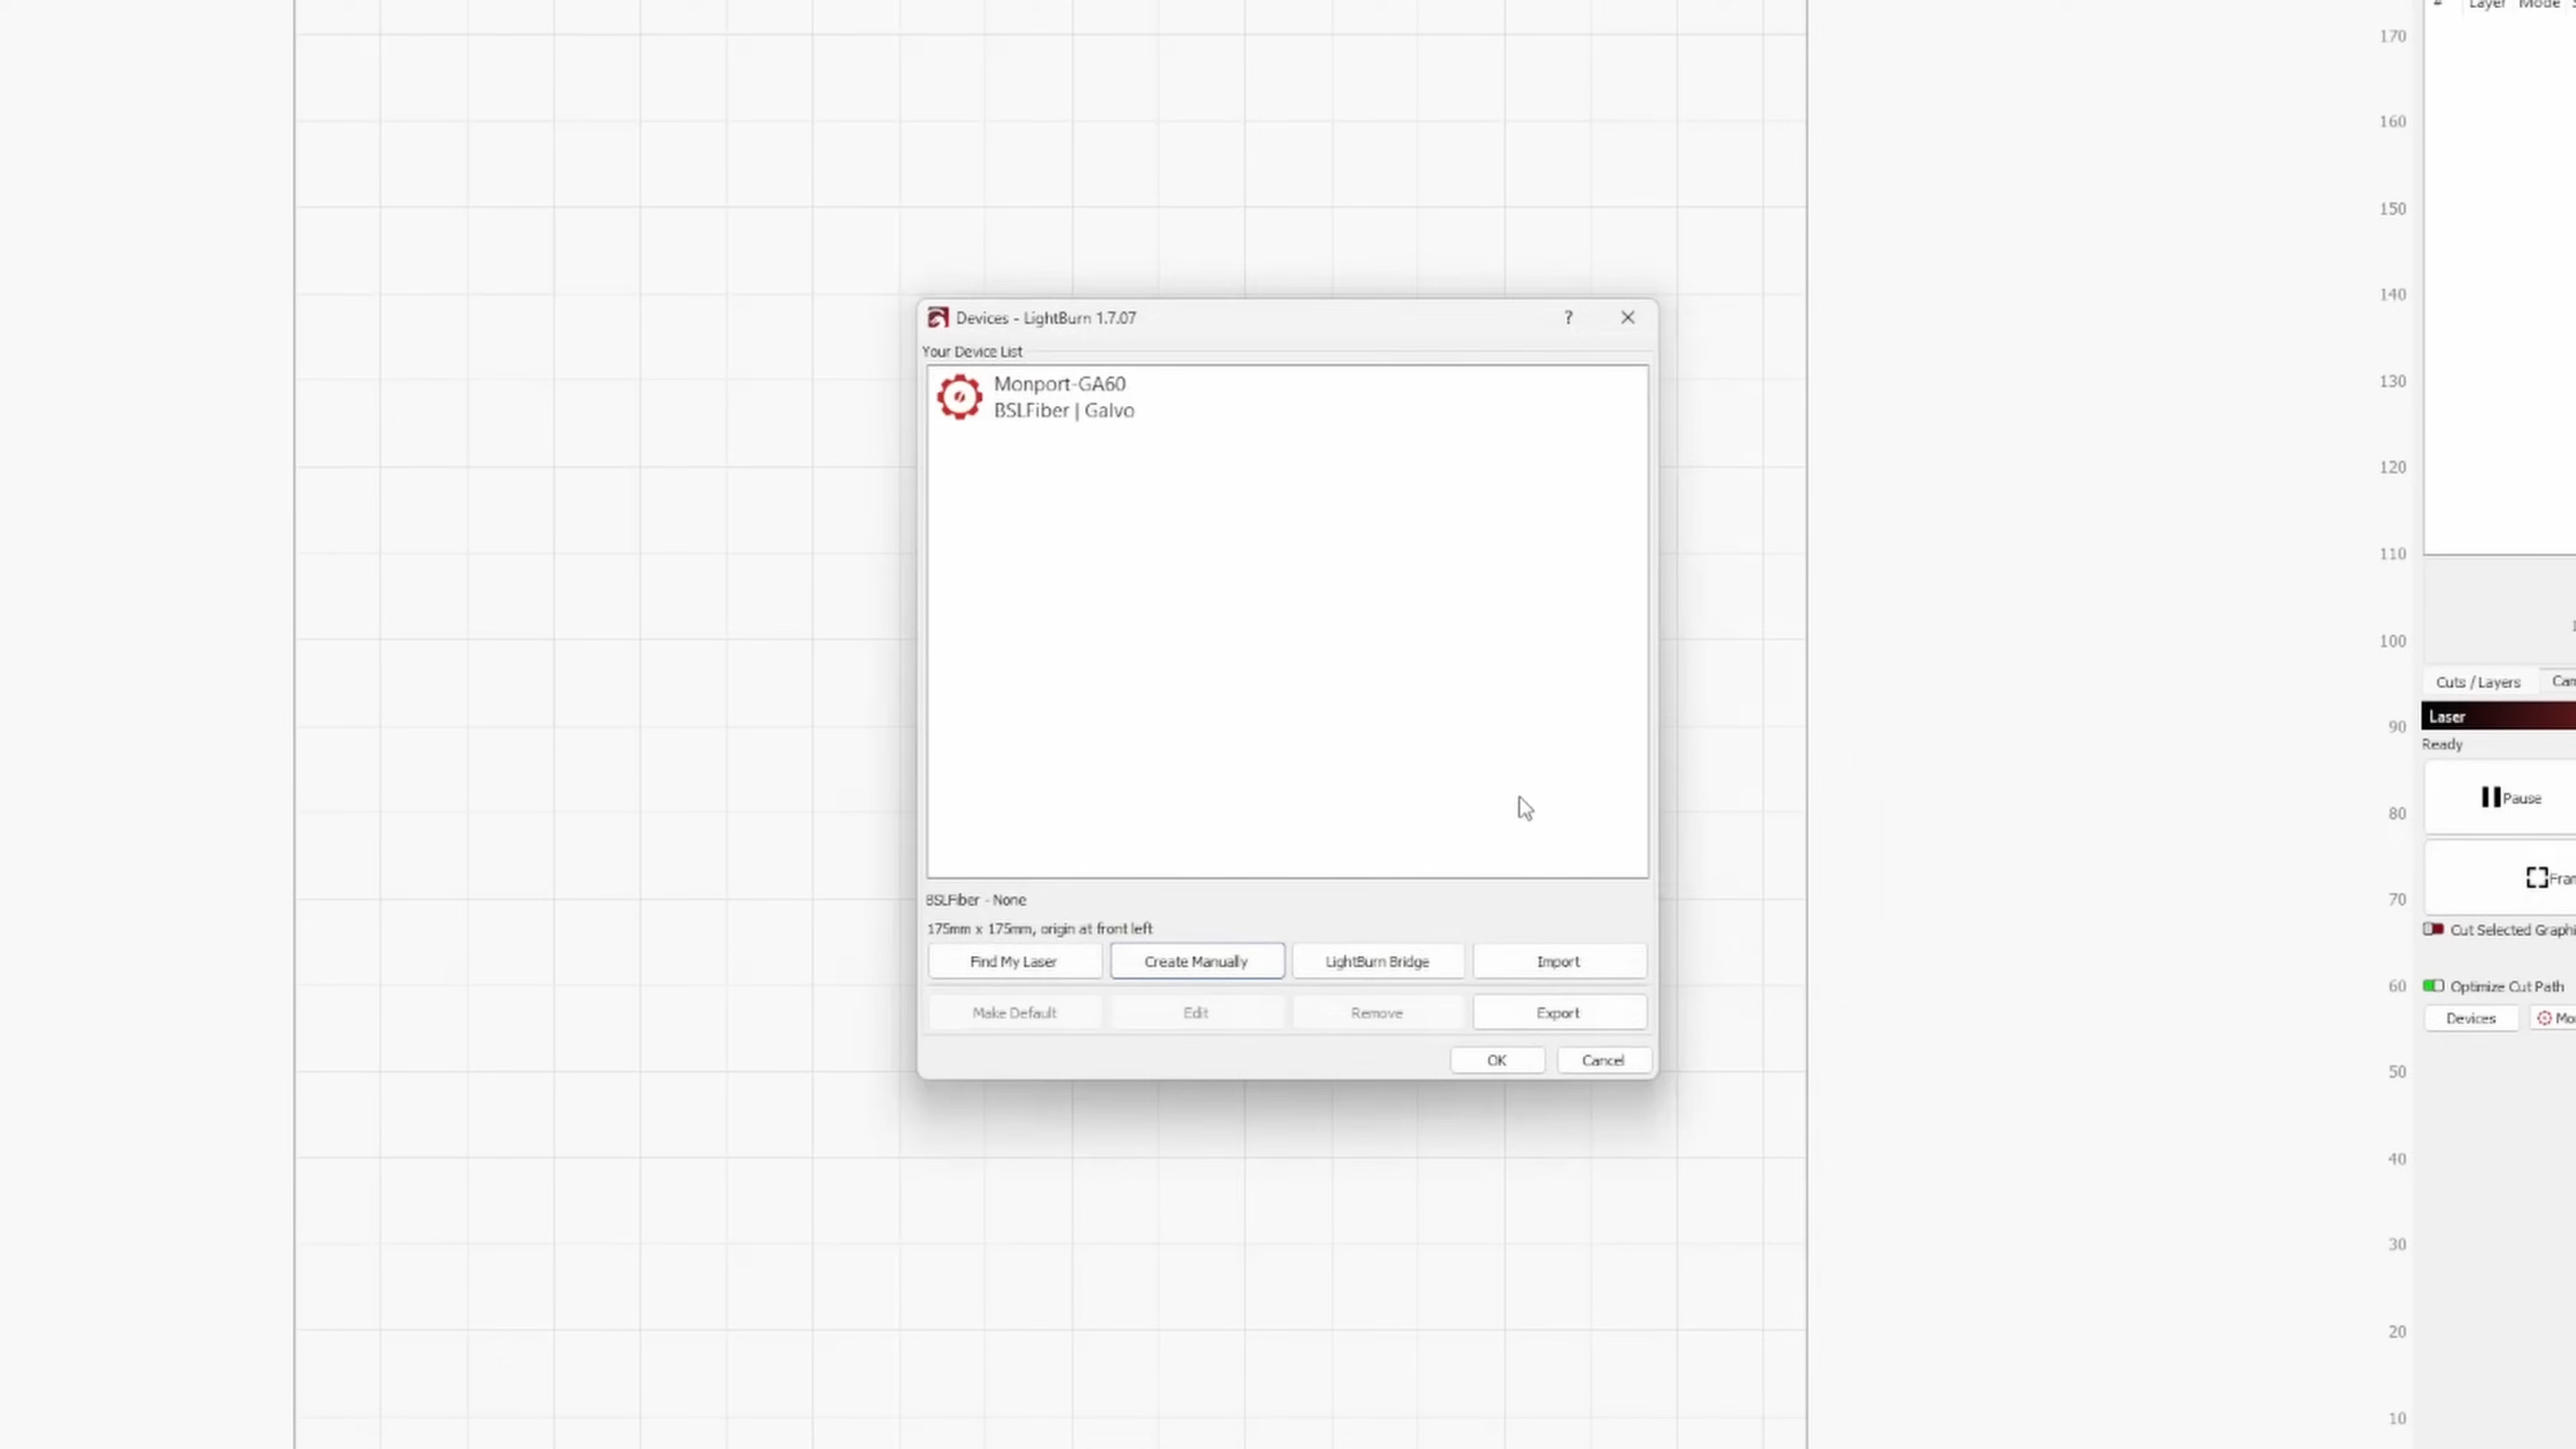 Layer Mode
170
160
150
140
130
120
110
100
90
80
70
60
50
40
30
20
10
Devices - LightBurn 1.7.07
?
Your Device List
Monport-GA60
BSLFiber | Galvo
BSLFiber - None
175mm x 175mm, origin at front left
Find My Laser Create Manually LightBurn Bridge Import
Make Default Edit Remove Export
OK Cancel
Cuts / Layers
Laser
Ready
Pause
Cut Selected
Optimize Cut Path
Devices